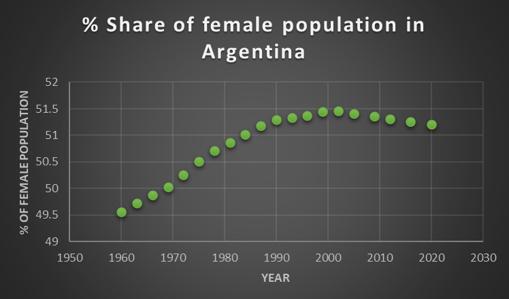 % Share of female population in
Argentina
% OF FEMALE POPULATION
52
51.5
51
50.5
50
49.5
49
1950 1960 1970 1980 1990 2000 2010 2020 2030
YEAR